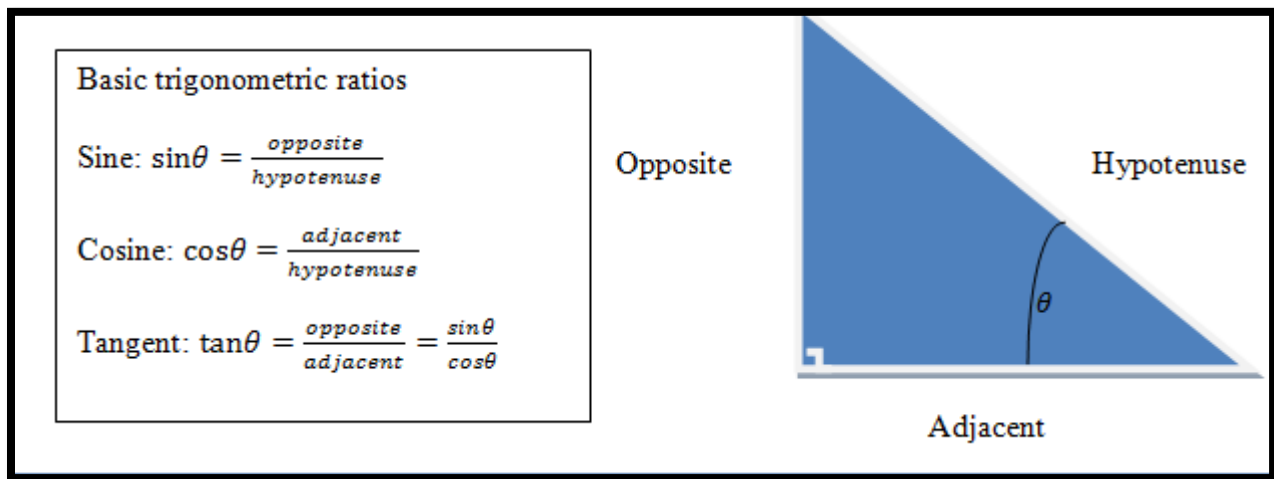 Basic trigonometric ratios
Sine: sinθ = opposite/hypotenuse
Cosine: cosθ = adjacent/hypotenuse
Tangent: tanθ = opposite/adjacent = sinθ/cosθ
Opposite
Hypotenuse
θ
Adjacent